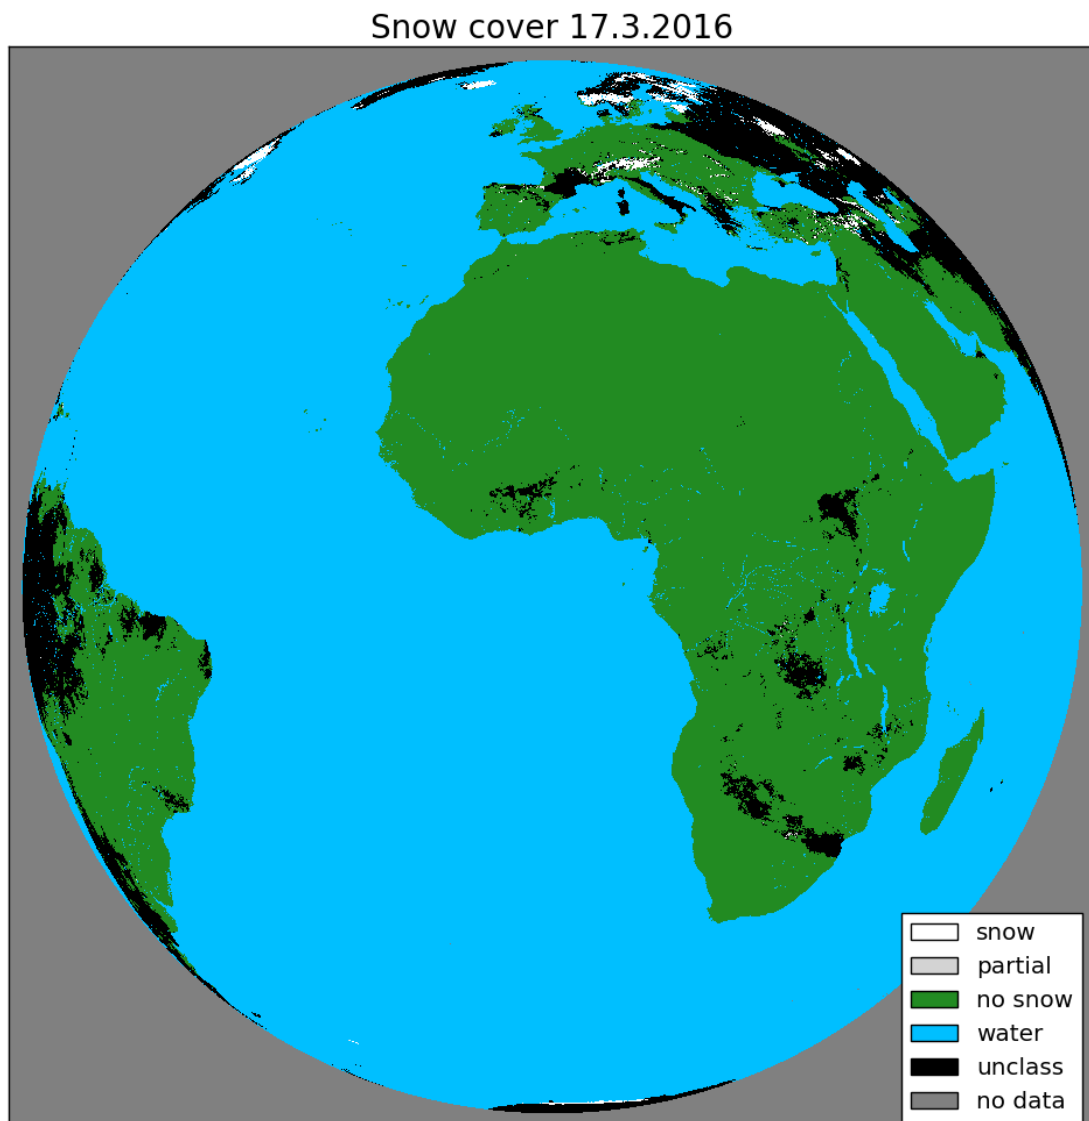 Snow cover 17.3.2016
snow
partial
no snow
water
unclass
no data